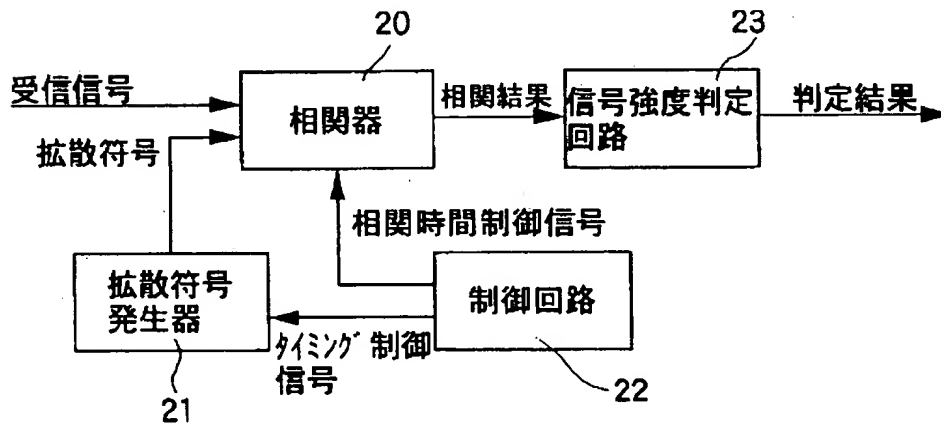 20
23
受信信号
相関器
相関結果
信号強度判定
回路
判定結果
拡散符号
相関時間制御信号
拡散符号
発生器
制御回路
タイミング制御
信号
21
22